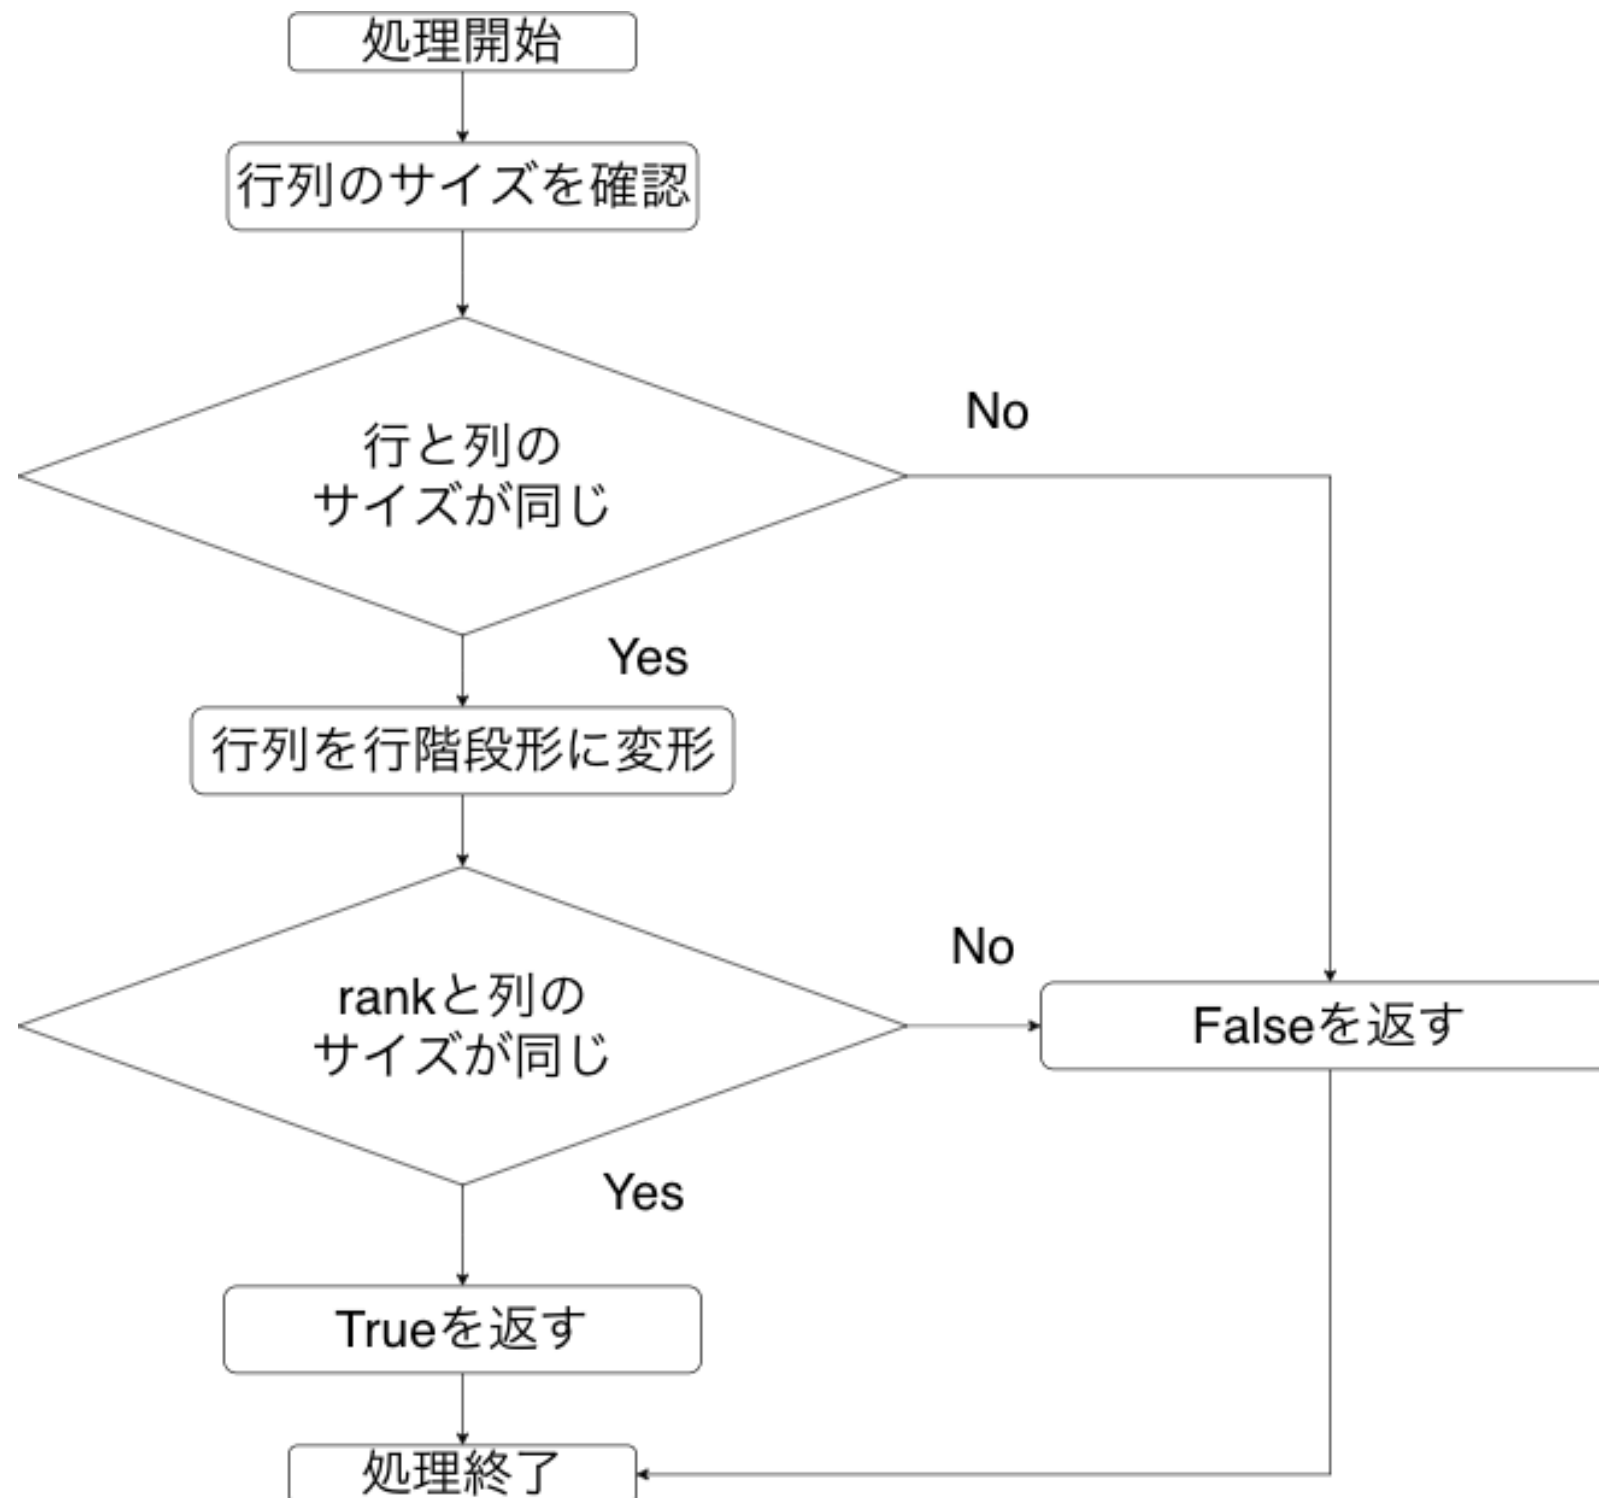 処理開始
行列のサイズを確認
行と列の
サイズが同じ
No
Yes
行列を行階段形に変形
rankと列の
サイズが同じ
No
Falseを返す
Yes
Trueを返す
処理終了